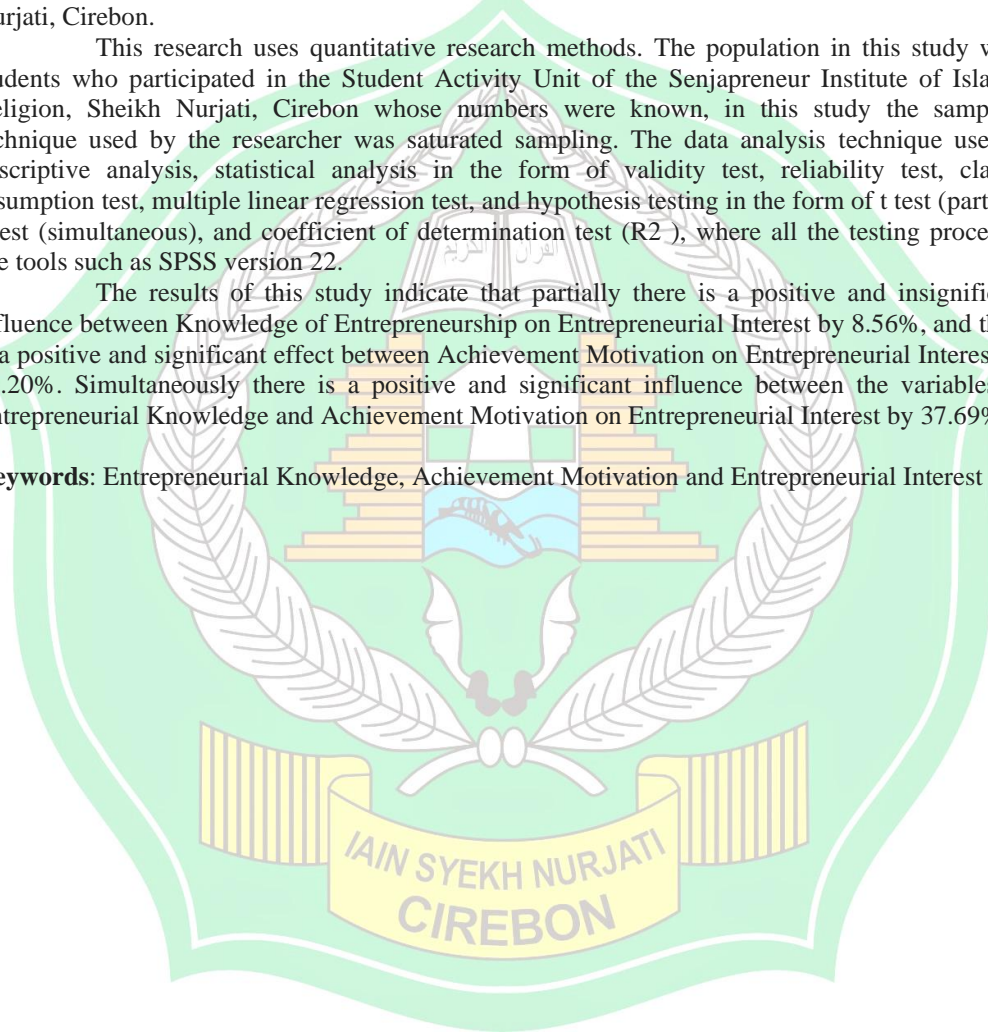 urjati, Cirebon.
This research uses quantitative research methods. The population in this study w
udents who participated in the Student Activity Unit of the Senjapreneur Institute of Isla
eligion, Sheikh Nurjati, Cirebon whose numbers were known, in this study the samp
chnique used by the researcher was saturated sampling. The data analysis technique use
scriptive analysis, statistical analysis in the form of validity test, reliability test, cla
sumption test, multiple linear regression test, and hypothesis testing in the form of t test (part
est (simultaneous), and coefficient of determination test (R2 ), where all the testing proce
e tools such as SPSS version 22.
The results of this study indicate that partially there is a positive and insignific
fluence between Knowledge of Entrepreneurship on Entrepreneurial Interest by 8.56%, and th
a positive and significant effect between Achievement Motivation on Entrepreneurial Interes
.20%. Simultaneously there is a positive and significant influence between the variables
ntrepreneurial Knowledge and Achievement Motivation on Entrepreneurial Interest by 37.69%
eywords: Entrepreneurial Knowledge, Achievement Motivation and Entrepreneurial Interest
القرآن الكريم
IAIN SYEKH NURJATI
CIREBON